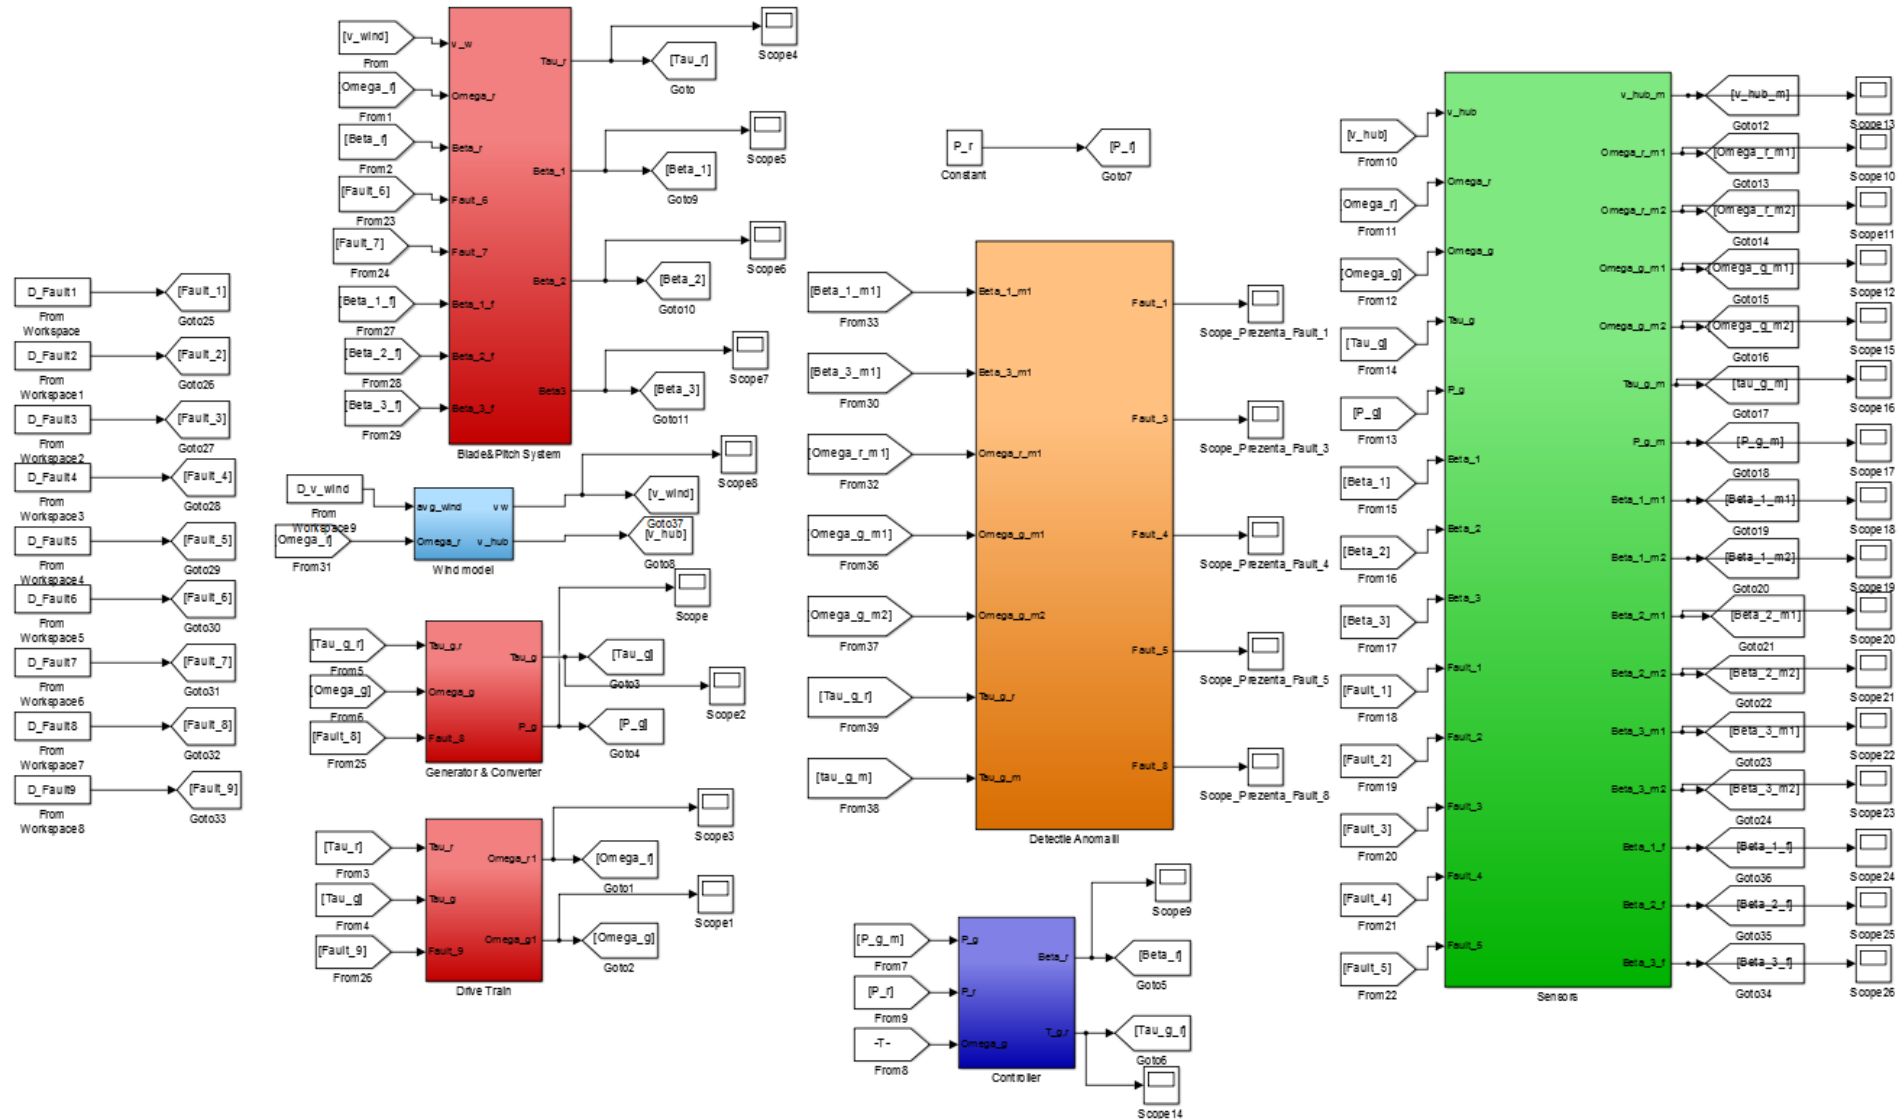 D_Fault1
From
Workspace
[Fault_1]
Goto25
D_Fault2
From
Workspace1
[Fault_2]
Goto26
D_Fault3
From
Workspace2
[Fault_3]
Goto27
D_Fault4
From
Workspace3
[Fault_4]
Goto28
D_Fault5
From
Workspace4
[Fault_5]
Goto29
D_Fault6
From
Workspace5
[Fault_6]
Goto30
D_Fault7
From
Workspace6
[Fault_7]
Goto31
D_Fault8
From
Workspace7
[Fault_8]
Goto32
D_Fault9
From
Workspace8
[Fault_9]
Goto33
[v_wind]
From
[Omega_r]
From1
[Beta_r]
From2
[Fault_6]
From23
[Fault_7]
From24
[Beta_1_f]
From27
[Beta_2_f]
From28
[Beta_3_f]
From29
v_w
Omega_r
Beta_r
Fault_6
Fault_7
Beta_1_f
Beta_2_f
Beta_3_f
Tau_r
Beta_1
Beta_2
Beta3
Blade&Pitch System
Scope4
[Tau_r]
Goto
Scope5
[Beta_1]
Goto9
Scope6
[Beta_2]
Goto10
Scope7
[Beta_3]
Goto11
D_v_wind
From
Workspace9
[Omega_r]
From31
avg_wind
Omega_r
vw
v_hub
Wind model
Scope8
[v_wind]
Goto37
[v_hub]
Goto8
[Tau_g_r]
From5
[Omega_g]
From6
[Fault_8]
From25
Tau_g,r
Omega_g
Fault_8
Tau_g
P_g
Generator & Converter
Scope
[Tau_g]
Goto3
Scope2
[P_g]
Goto4
[Tau_r]
From3
[Tau_g]
From4
[Fault_9]
From26
Tau_r
Tau_g
Fault_9
Omega_r1
Omega_g1
Drive Train
Scope3
[Omega_r]
Goto1
Scope1
[Omega_g]
Goto2
P_r
Constant
[P_r]
Goto7
[Beta_1_m1]
From33
[Beta_3_m1]
From30
[Omega_r_m1]
From32
[Omega_g_m1]
From36
[Omega_g_m2]
From37
[Tau_g_r]
From39
[tau_g_m]
From38
Beta_1_m1
Beta_3_m1
Omega_r_m1
Omega_g_m1
Omega_g_m2
Tau_g_r
Tau_g_m
Fault_1
Fault_3
Fault_4
Fault_5
Fault_8
Detectie Anomalii
Scope_Prezenta_Fault_1
Scope_Prezenta_Fault_3
Scope_Prezenta_Fault_4
Scope_Prezenta_Fault_5
Scope_Prezenta_Fault_8
[P_g_m]
From7
[P_r]
From9
-T-
From8
P_g
P_r
Omega_g
Beta_r
T_g,r
Controller
Scope9
[Beta_r]
Goto5
[Tau_g_r]
Goto6
Scope14
[v_hub]
From10
[Omega_r]
From11
[Omega_g]
From12
[Tau_g]
From14
[P_g]
From13
[Beta_1]
From15
[Beta_2]
From16
[Beta_3]
From17
[Fault_1]
From18
[Fault_2]
From19
[Fault_3]
From20
[Fault_4]
From21
[Fault_5]
From22
v_hub
Omega_r
Omega_g
Tau_g
P_g
Beta_1
Beta_2
Beta_3
Fault_1
Fault_2
Fault_3
Fault_4
Fault_5
v_hub_m
Omega_r_m1
Omega_r_m2
Omega_g_m1
Omega_g_m2
Tau_g_m
P_g_m
Beta_1_m1
Beta_1_m2
Beta_2_m1
Beta_2_m2
Beta_3_m1
Beta_3_m2
Beta_1_f
Beta_2_f
Beta_3_f
Sensors
[v_hub_m]
Goto12
[Omega_r_m1]
Goto13
[Omega_r_m2]
Goto14
[Omega_g_m1]
Goto15
[Omega_g_m2]
Goto16
[tau_g_m]
Goto17
[P_g_m]
Goto18
[Beta_1_m1]
Goto19
[Beta_1_m2]
Goto20
[Beta_2_m1]
Goto21
[Beta_2_m2]
Goto22
[Beta_3_m1]
Goto23
[Beta_3_m2]
Goto24
[Beta_1_f]
Goto36
[Beta_2_f]
Goto35
[Beta_3_f]
Goto34
Scope13
Scope10
Scope11
Scope12
Scope15
Scope16
Scope17
Scope18
Scope19
Scope20
Scope21
Scope22
Scope23
Scope24
Scope25
Scope26